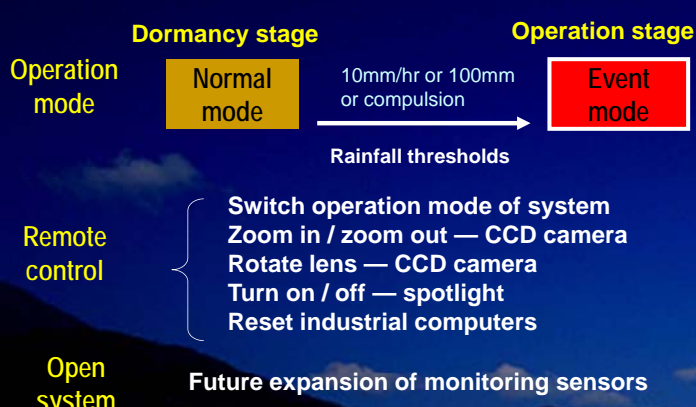 Dormancy stage
Operation stage
Operation
mode
Normal
mode
10mm/hr or 100mm
or compulsion
Event
mode
Rainfall thresholds
Remote
control
Switch operation mode of system
Zoom in / zoom out — CCD camera
Rotate lens — CCD camera
Turn on / off — spotlight
Reset industrial computers
Open
system
Future expansion of monitoring sensors